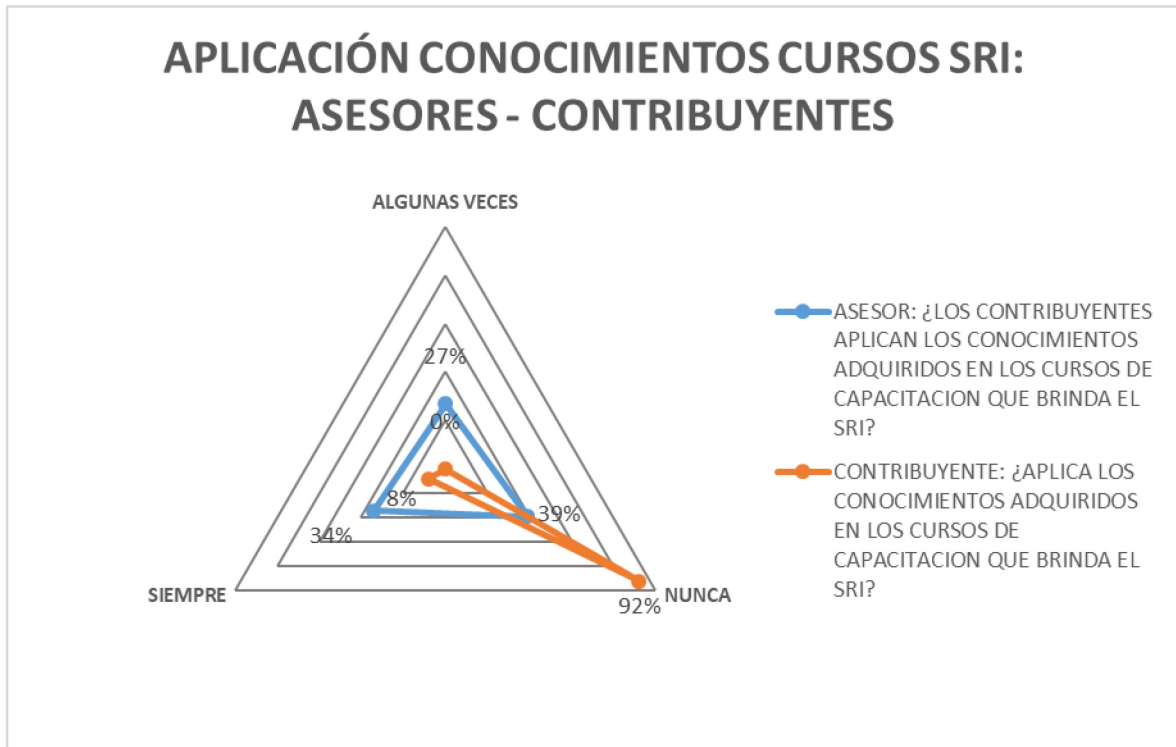 APLICACIÓN CONOCIMIENTOS CURSOS SRI:
ASESORES - CONTRIBUYENTES
ALGUNAS VECES
27%
0%
8%
39%
34%
SIEMPRE
NUNCA
92%
ASESOR: ¿LOS CONTRIBUYENTES
APLICAN LOS CONOCIMIENTOS
ADQUIRIDOS EN LOS CURSOS DE
CAPACITACION QUE BRINDA EL
SRI?
CONTRIBUYENTE: ¿APLICA LOS
CONOCIMIENTOS ADQUIRIDOS
EN LOS CURSOS DE
CAPACITACION QUE BRINDA EL
SRI?